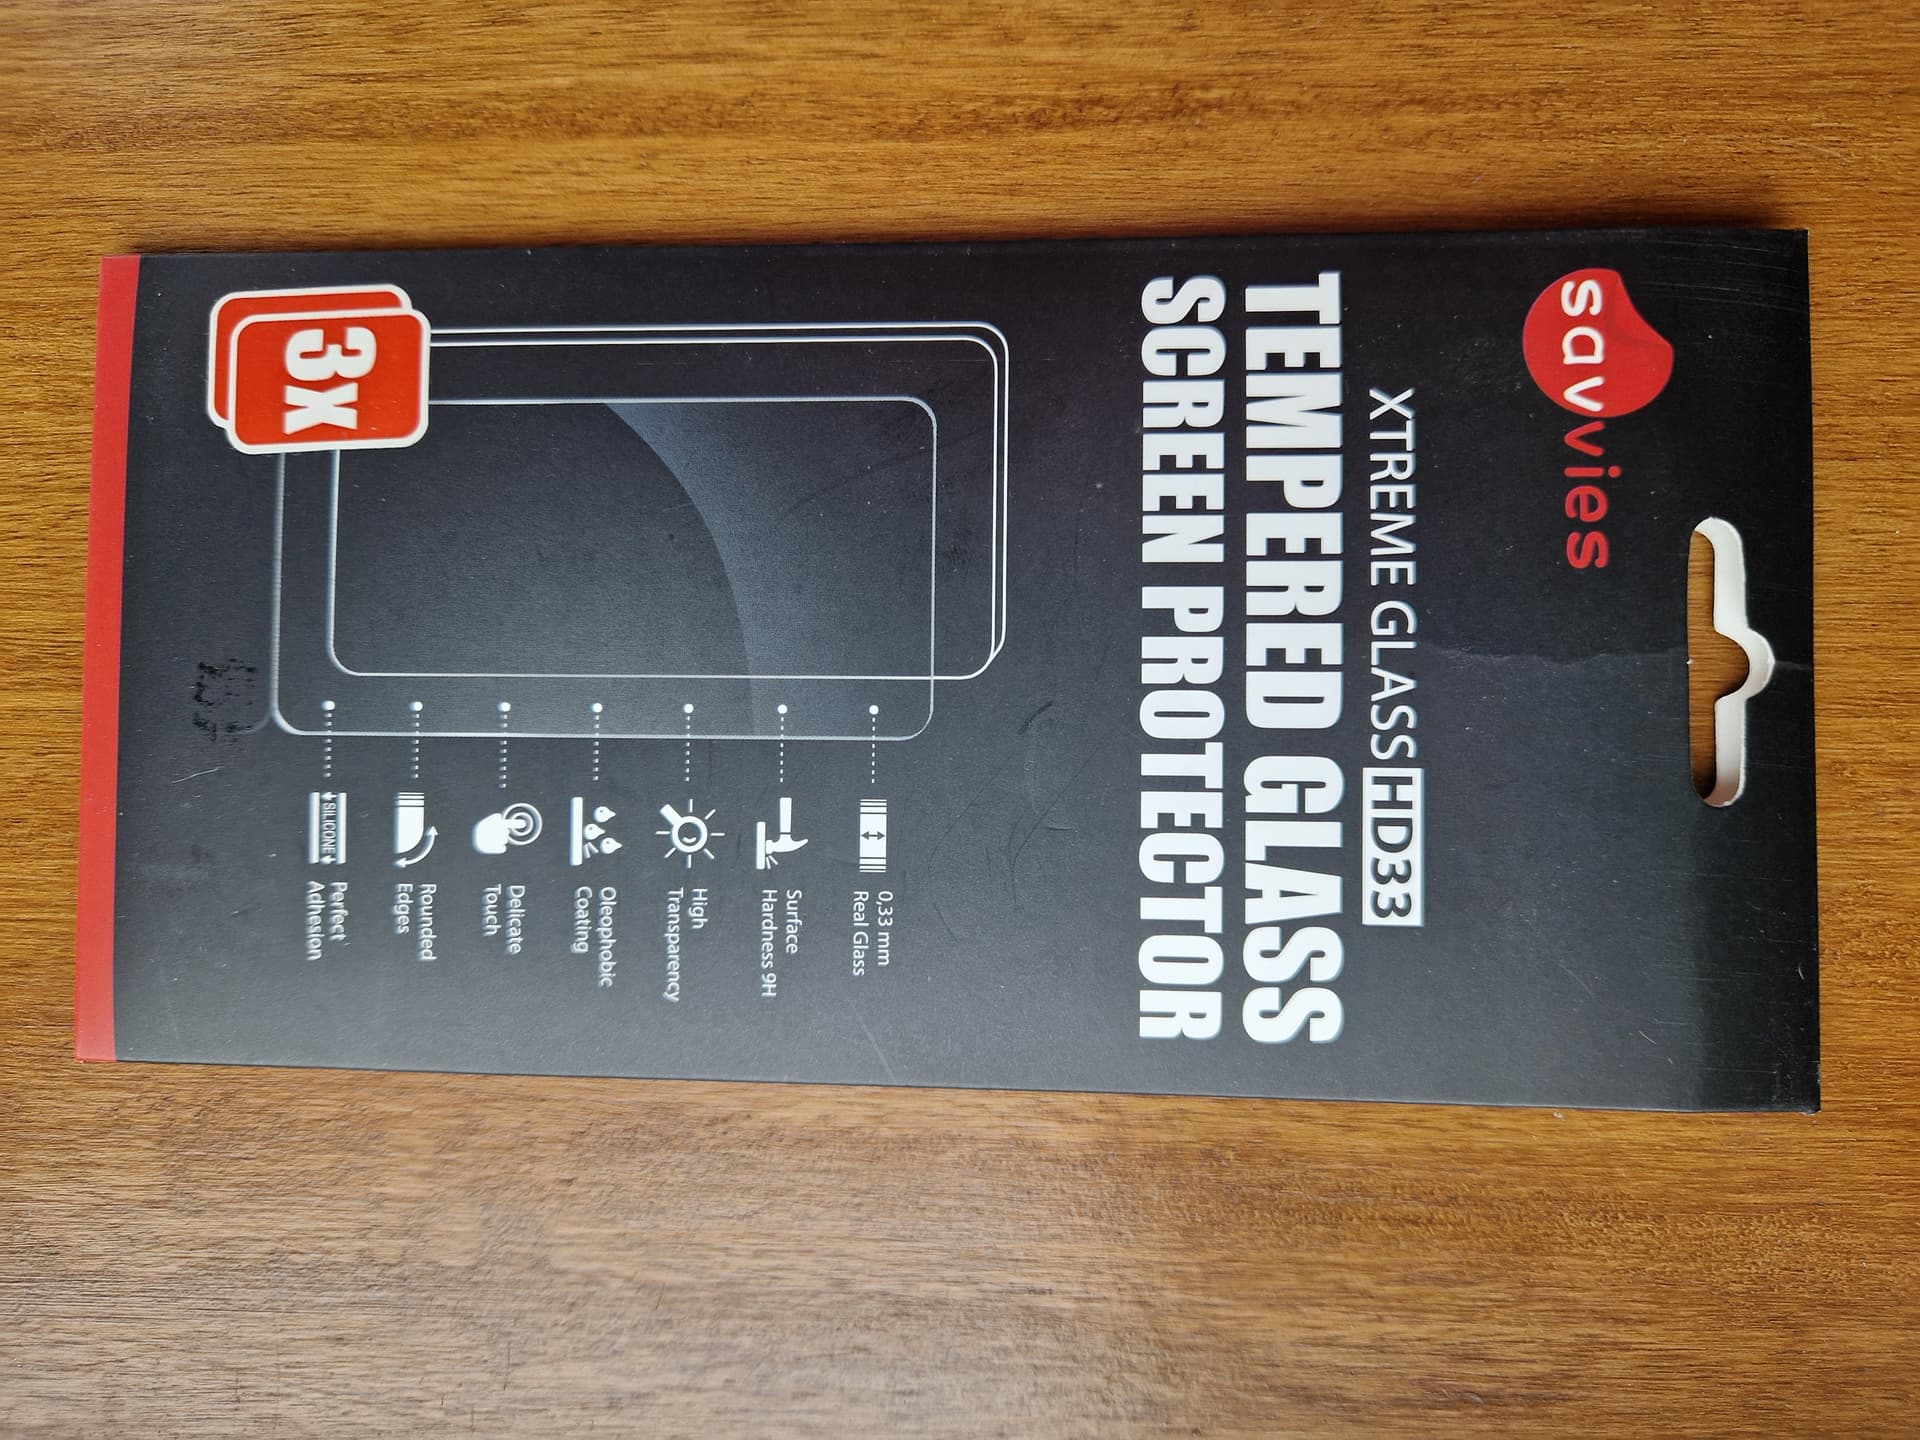 savvies
XTREME GLASS HD33
TEMPERED GLASS
SCREEN PROTECTOR
0,33 mm
Real Glass
Surface
Hardness 9H
High
Transparency
Oleophobic
Coating
Delicate
Touch
Rounded
Edges
SILICONE
Perfect
Adhesion
3x